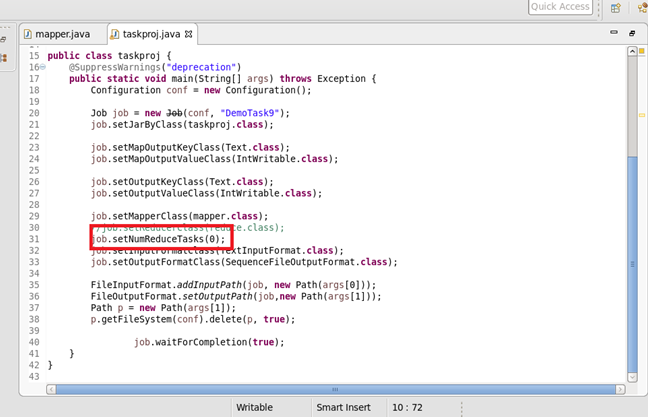 Quick Access
mapper.java
taskproj.java
14
15 public class taskproj {
16 @SuppressWarnings("deprecation")
17 public static void main(String[] args) throws Exception {
18 Configuration conf = new Configuration();
19
20 Job job = new Job(conf, "DemoTask9");
21 job.setJarByClass(taskproj.class);
22
23 job.setMapOutputKeyClass(Text.class);
24 job.setMapOutputValueClass(IntWritable.class);
25
26 job.setOutputKeyClass(Text.class);
27 job.setOutputValueClass(IntWritable.class);
28
29 job.setMapperClass(mapper.class);
30 //job.setReducerClass(reduce.class);
31 job.setNumReduceTasks(0);
32 job.setInputFormatClass(TextInputFormat.class);
33 job.setOutputFormatClass(SequenceFileOutputFormat.class);
34
35 FileInputFormat.addInputPath(job, new Path(args[0]));
36 FileOutputFormat.setOutputPath(job,new Path(args[1]));
37 Path p = new Path(args[1]);
38 p.getFileSystem(conf).delete(p, true);
39
40 job.waitForCompletion(true);
41 }
42 }
43
Writable Smart Insert 10 : 72